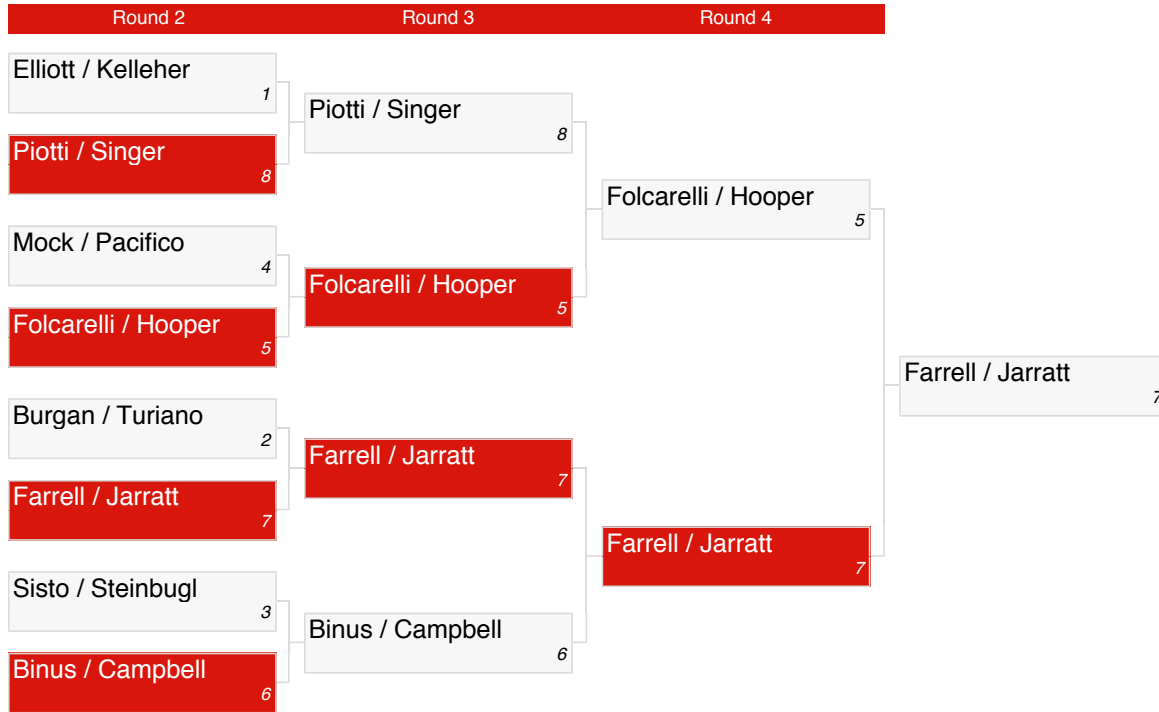 Round 2
Round 3
Round 4
Elliott / Kelleher
1
Piotti / Singer
8
Mock / Pacifico
4
Folcarelli / Hooper
5
Burgan / Turiano
2
Farrell / Jarratt
7
Sisto / Steinbugl
3
Binus / Campbell
6
Piotti / Singer
8
Folcarelli / Hooper
5
Farrell / Jarratt
7
Binus / Campbell
6
Folcarelli / Hooper
5
Farrell / Jarratt
7
Farrell / Jarratt
7